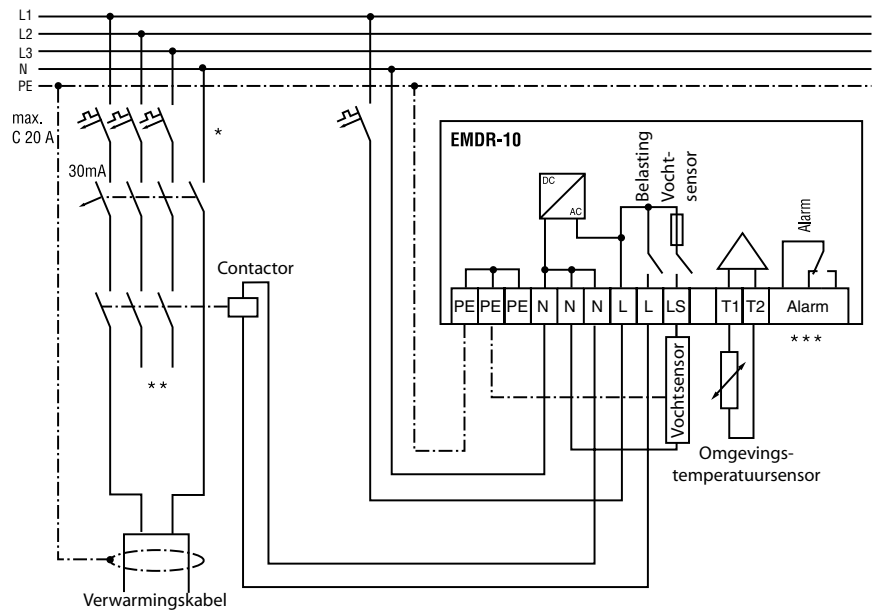 L1
L2
L3
N
PE
max.
C 20 A
*
30mA
Contactor
* *
Verwarmingskabel
EMDR-10
DC
AC
Belasting
Vocht-
sensor
Alarm
PE PE PE N N N L L LS T1 T2 Alarm
* * *
Vochtsensor
Omgevings-
temperatuursensor